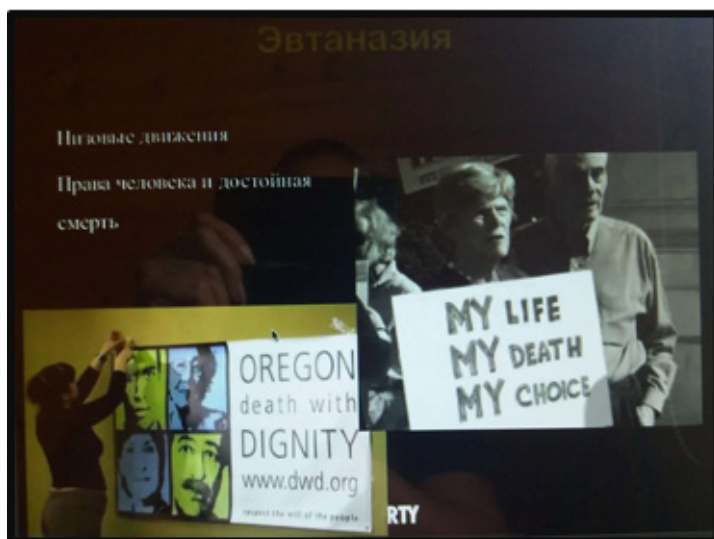 Эвтаназия
Низовые движения
Права человека и достойная
смерть
MY LIFE
MY DEATH
MY CHOICE
OREGON
death with
DIGNITY
www.dwd.org
respect the will of the people
RTY